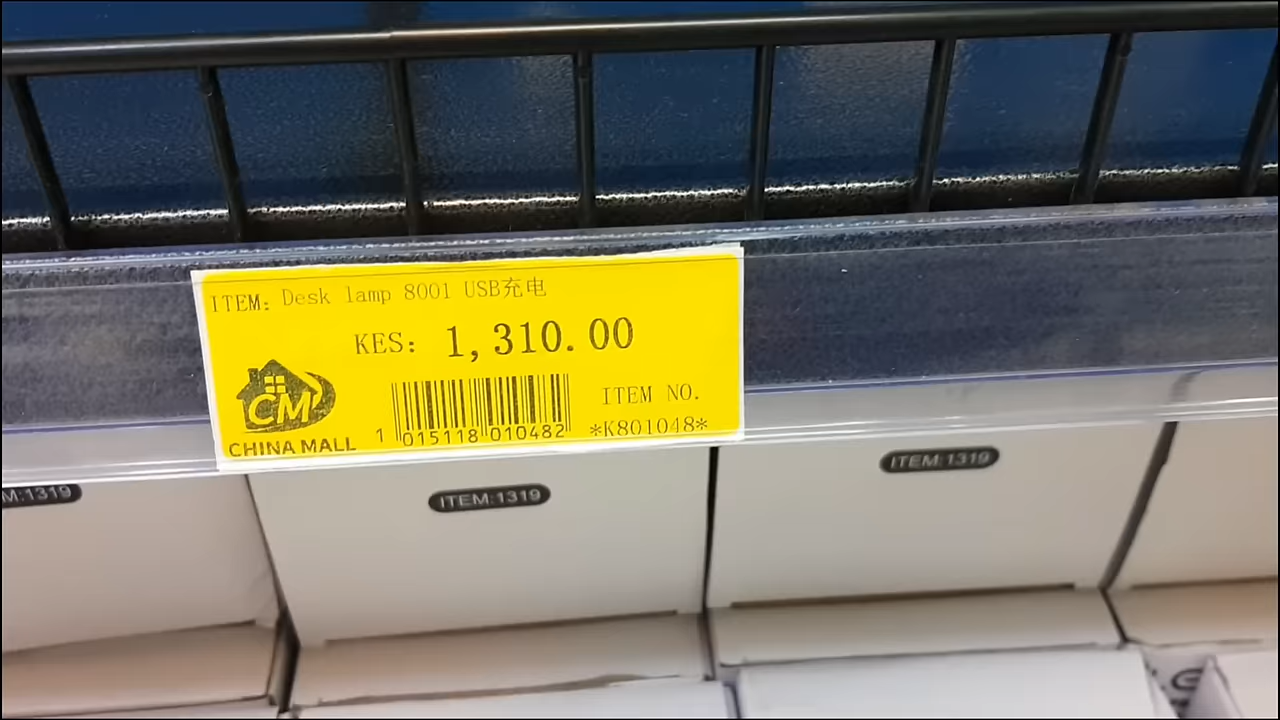 ITEM: Desk lamp 8001 USB充电
KES: 1,310.00
CM
CHINA MALL
1 015118 010482
ITEM NO.
*K801048*
M:1319
ITEM:1319
ITEM:1319